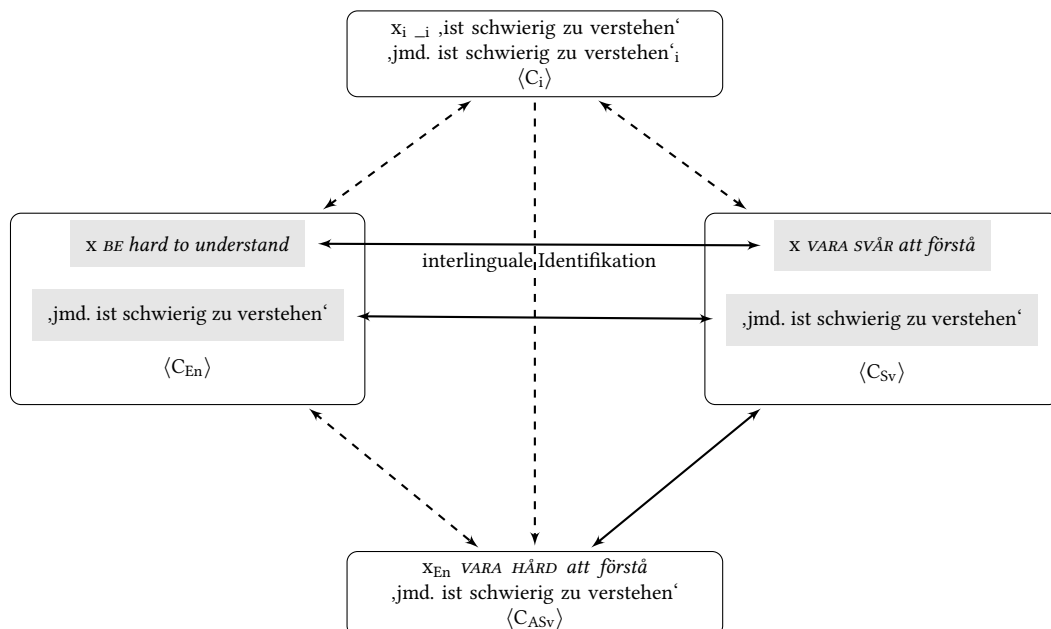 xᵢ _ᵢ ‚ist schwierig zu verstehen‘
‚jmd. ist schwierig zu verstehen‘ᵢ
⟨Cᵢ⟩
x BE hard to understand
x VARA SVÅR att förstå
interlinguale Identifikation
‚jmd. ist schwierig zu verstehen‘
‚jmd. ist schwierig zu verstehen‘
⟨C_En⟩
⟨C_Sv⟩
x_En VARA HÅRD att förstå
‚jmd. ist schwierig zu verstehen‘
⟨C_ASv⟩